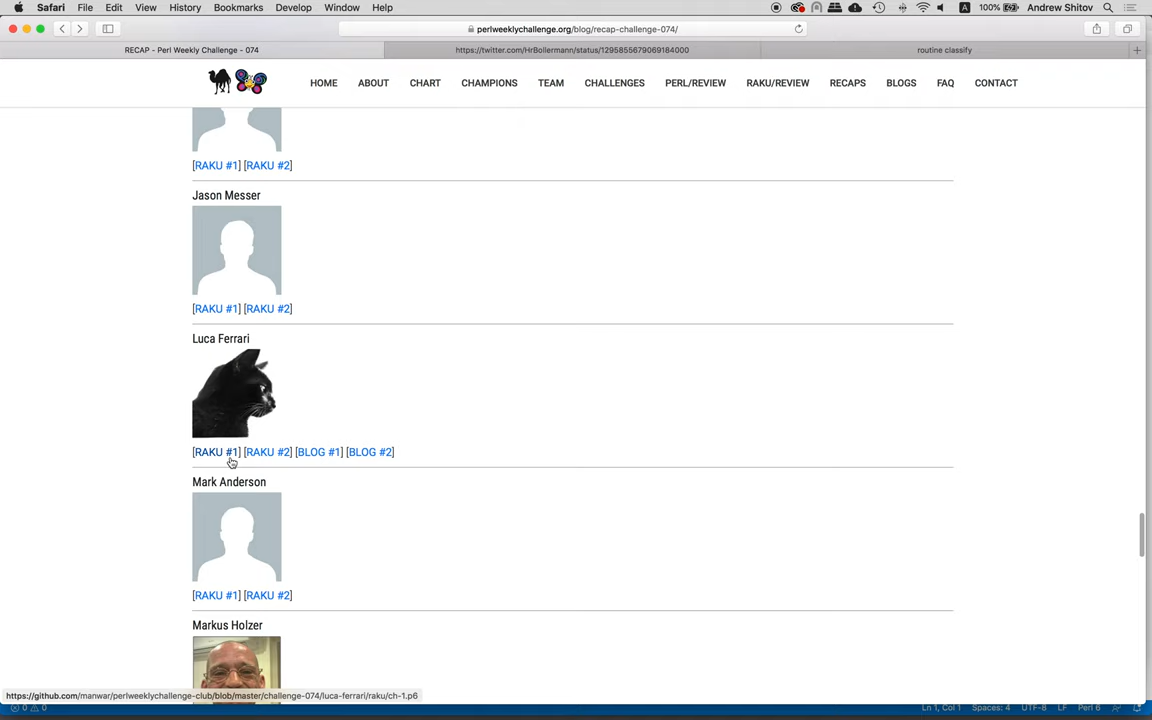 Safari File Edit View History Bookmarks Develop Window Help 100% A Andrew Shitov
perlweeklychallenge.org/blog/recap-challenge-074/
RECAP - Perl Weekly Challenge - 074
https://twitter.com/HrBollermann/status/1295855679069184000
routine classify
HOME ABOUT CHART CHAMPIONS TEAM CHALLENGES PERL/REVIEW RAKU/REVIEW RECAPS BLOGS FAQ CONTACT
[RAKU #1] [RAKU #2]
Jason Messer
[RAKU #1] [RAKU #2]
Luca Ferrari
[RAKU #1] [RAKU #2] [BLOG #1] [BLOG #2]
Mark Anderson
[RAKU #1] [RAKU #2]
Markus Holzer
https://github.com/manwar/perlweeklychallenge-club/blob/master/challenge-074/luca-ferrari/raku/ch-1.p6
0 0 Ln 1, Col 1 Spaces: 4 UTF-8 LF Perl 6